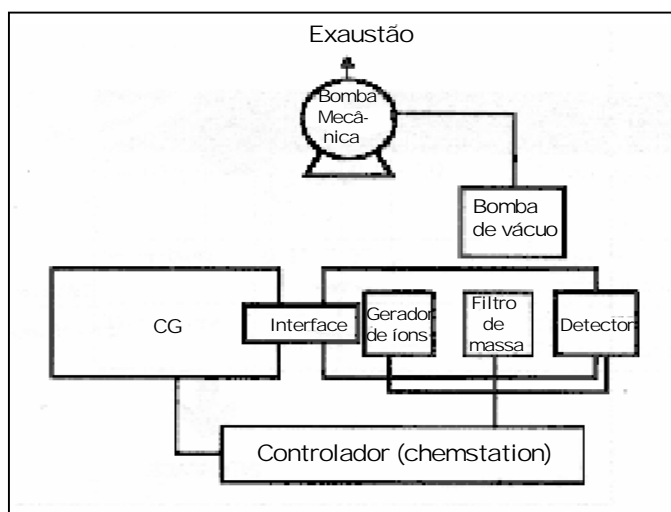 Exaustão
Bomba
Mecâ-
nica
Bomba
de vácuo
CG
Interface
Gerador
de íons
Filtro
de
massa
Detector
Controlador (chemstation)